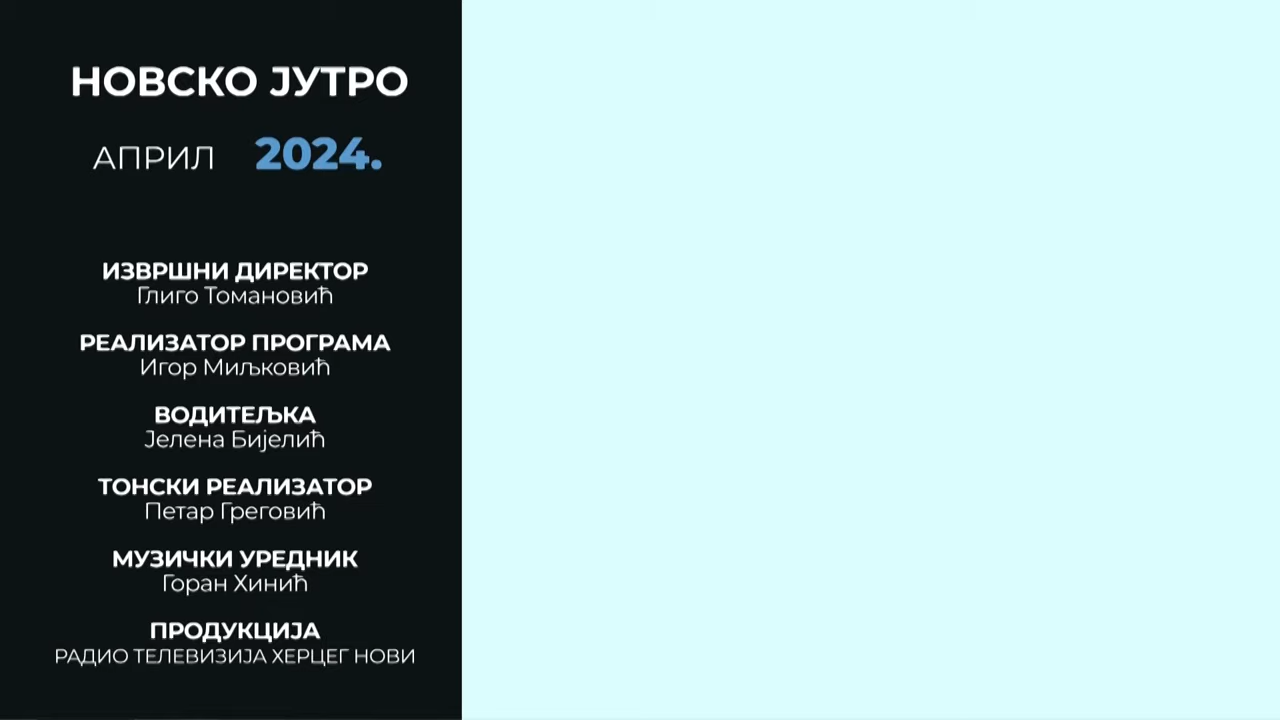 НОВСКО ЈУТРО
АПРИЛ 2024.
ИЗВРШНИ ДИРЕКТОР
Глиго Томановић
РЕАЛИЗАТОР ПРОГРАМА
Игор Миљковић
ВОДИТЕЉКА
Јелена Бијелић
ТОНСКИ РЕАЛИЗАТОР
Петар Греговић
МУЗИЧКИ УРЕДНИК
Горан Хинић
ПРОДУКЦИЈА
РАДИО ТЕЛЕВИЗИЈА ХЕРЦЕГ НОВИ